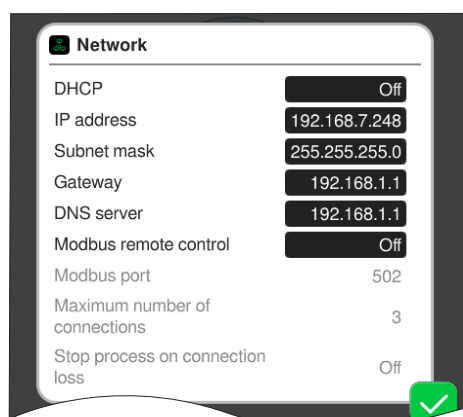 Network
DHCP Off
IP address 192.168.7.248
Subnet mask 255.255.255.0
Gateway 192.168.1.1
DNS server 192.168.1.1
Modbus remote control Off
Modbus port 502
Maximum number of
connections 3
Stop process on connection
loss Off